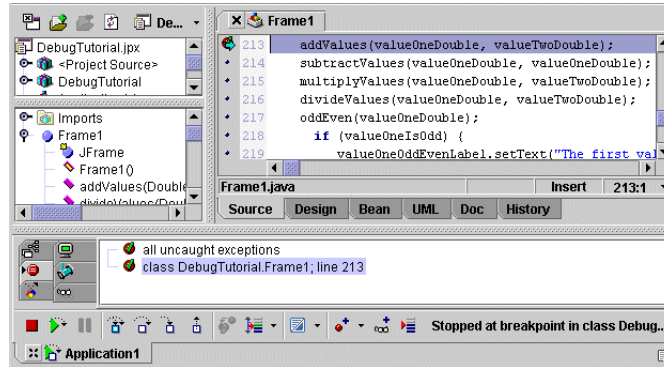 De...
DebugTutorial.jpx
<Project Source>
DebugTutorial
Imports
Frame1
JFrame
Frame1()
addValues(Double
Frame1
213 addValues(valueOneDouble, valueTwoDouble);
214 subtractValues(valueOneDouble, valueOneDouble);
215 multiplyValues(valueOneDouble, valueTwoDouble);
216 divideValues(valueOneDouble, valueTwoDouble);
217 oddEven(valueOneDouble);
218 if (valueOneIsOdd) {
219 valueOneOddEvenLabel.setText("The first val
Frame1.java Insert 213:1
Source Design Bean UML Doc History
all uncaught exceptions
class DebugTutorial.Frame1; line 213
Stopped at breakpoint in class Debug...
Application1